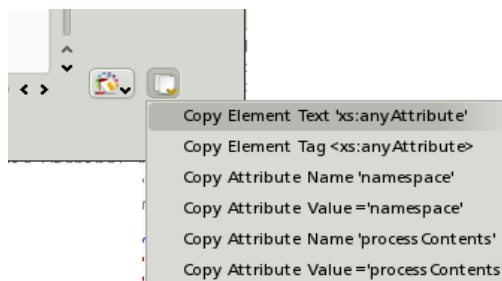 Copy Element Text 'xs:anyAttribute'
Copy Element Tag <xs:anyAttribute>
Copy Attribute Name 'namespace'
Copy Attribute Value ='namespace'
Copy Attribute Name 'processContents'
Copy Attribute Value ='processContents'